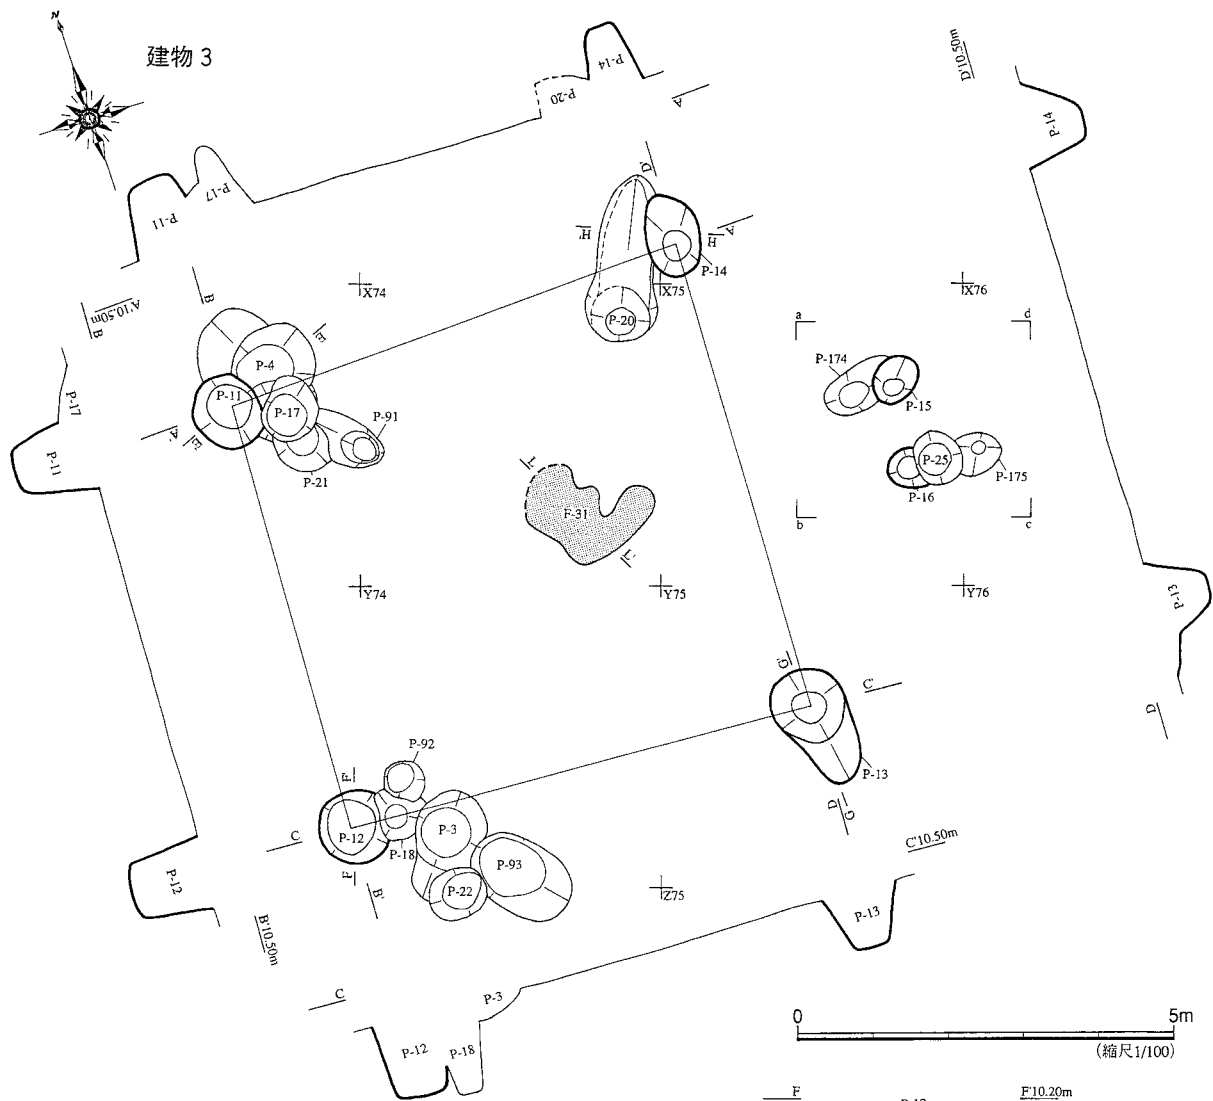 N
建物3
P-14
P-20
A
D'10.50m
P-14
P-17
P-11
D'
H'
H
A
P-14
X74
X75
X76
A'10.50m
B
B
E'
P-20
a
d
P-4
P-174
P-15
P-11
P-17
P-91
P-17
A'
E
P-11
P-21
P-25
P-175
P-16
F-31
b
c
Y74
Y75
Y76
P-13
G'
C'
D
P-92
F'
P-13
C
P-12
P-18
P-3
P-93
D
G
C'10.50m
P-12
F
B'
P-22
Z75
B'10.50m
P-13
C
P-3
P-12
P-18
0
5m
(縮尺1/100)
F
F'10.20m